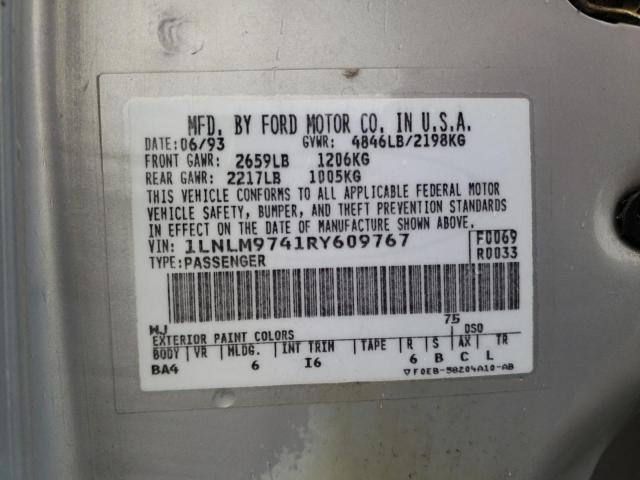 MFD. BY FORD MOTOR CO. IN U.S.A.
DATE: 06/93 GVWR: 4846LB/2198KG
FRONT GAWR: 2659LB 1206KG
REAR GAWR: 2217LB 1005KG
THIS VEHICLE CONFORMS TO ALL APPLICABLE FEDERAL MOTOR
VEHICLE SAFETY, BUMPER, AND THEFT PREVENTION STANDARDS
IN EFFECT ON THE DATE OF MANUFACTURE SHOWN ABOVE.
VIN: 1LNLM9741RY609767 F0069
TYPE: PASSENGER R0033
WJ 75
EXTERIOR PAINT COLORS DSO
BODY VR MLDG. INT TRIM TAPE R S AX TR
BA4 6 I6 6 B C L
▽F0EB-58204A10-AB